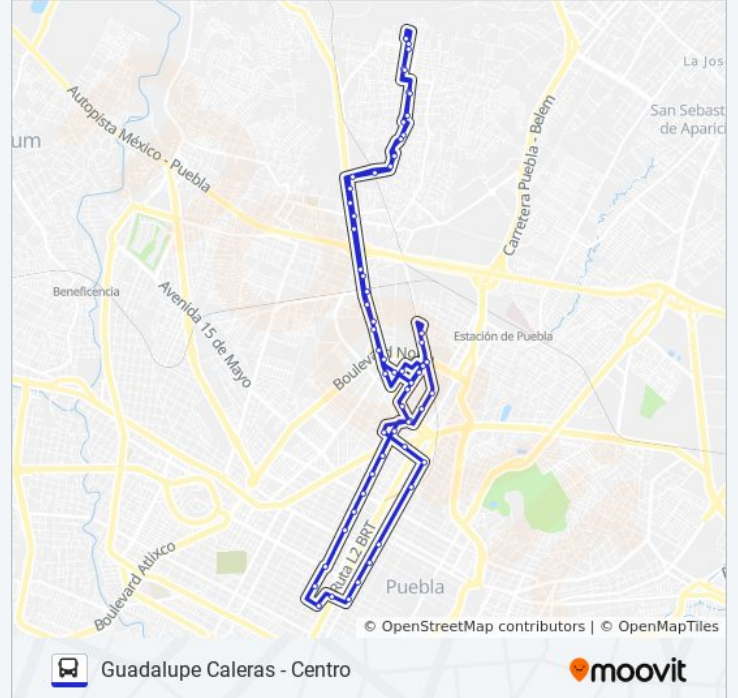 La Jos
Autopista México - Puebla
um
San Sebast
de Aparici
Carretera Puebla - Belem
Beneficencia
Avenida 15 de Mayo
Estación de Puebla
Boulevard No
Ruta L2 BRT
Boulevard Atlixco
Puebla
© OpenStreetMap contributors | © OpenMapTiles
Guadalupe Caleras - Centro
moovit